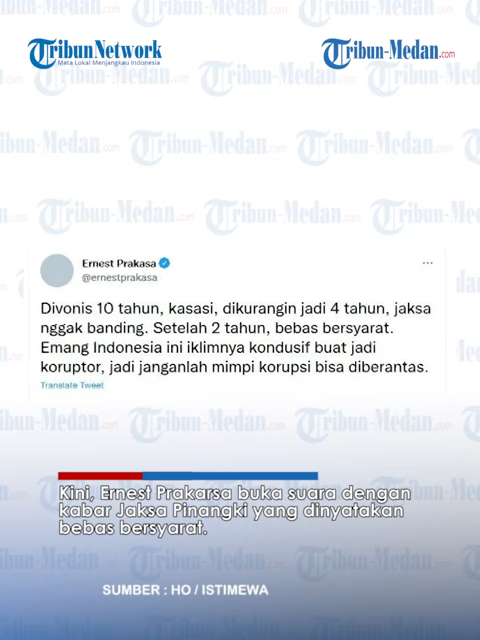 TribunNetwork
Mata Lokal Menjangkau Indonesia
Tribun-Medan.com
Ernest Prakasa
@ernestprakasa
Divonis 10 tahun, kasasi, dikurangin jadi 4 tahun, jaksa
nggak banding. Setelah 2 tahun, bebas bersyarat.
Emang Indonesia ini iklimnya kondusif buat jadi
koruptor, jadi janganlah mimpi korupsi bisa diberantas.
Translate Tweet
Kini, Ernest Prakarsa buka suara dengan
kabar Jaksa Pinangki yang dinyatakan
bebas bersyarat.
SUMBER : HO / ISTIMEWA